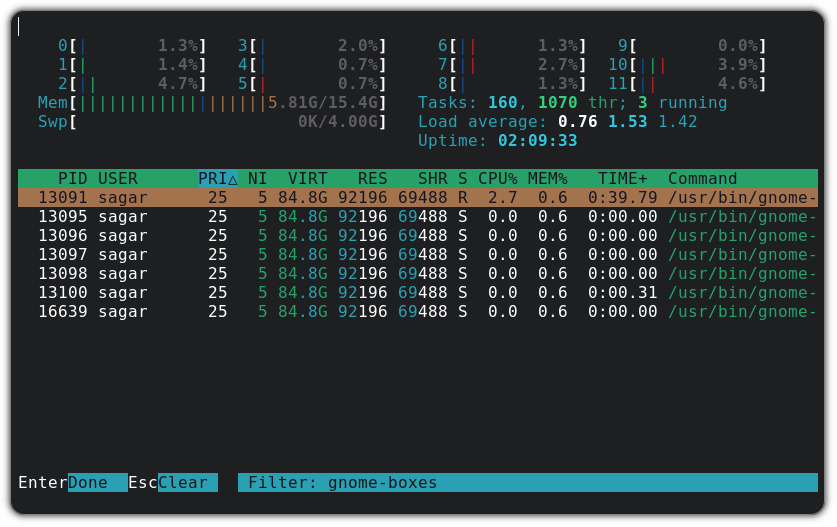 0[| 1.3%] 3[| 2.0%] 6[|| 1.3%] 9[ 0.0%]
1[| 1.4%] 4[| 0.7%] 7[|| 2.7%] 10[||| 3.9%]
2[|| 4.7%] 5[| 0.7%] 8[| 1.3%] 11[|| 4.6%]
Mem[|||||||||||||||||||5.81G/15.4G] Tasks: 160, 1070 thr; 3 running
Swp[ 0K/4.00G] Load average: 0.76 1.53 1.42
Uptime: 02:09:33
PID USER PRI△ NI VIRT RES SHR S CPU% MEM% TIME+ Command
13091 sagar 25 5 84.8G 92196 69488 R 2.7 0.6 0:39.79 /usr/bin/gnome-
13095 sagar 25 5 84.8G 92196 69488 S 0.0 0.6 0:00.00 /usr/bin/gnome-
13096 sagar 25 5 84.8G 92196 69488 S 0.0 0.6 0:00.00 /usr/bin/gnome-
13097 sagar 25 5 84.8G 92196 69488 S 0.0 0.6 0:00.00 /usr/bin/gnome-
13098 sagar 25 5 84.8G 92196 69488 S 0.0 0.6 0:00.00 /usr/bin/gnome-
13100 sagar 25 5 84.8G 92196 69488 S 0.0 0.6 0:00.31 /usr/bin/gnome-
16639 sagar 25 5 84.8G 92196 69488 S 0.0 0.6 0:00.00 /usr/bin/gnome-
EnterDone EscClear Filter: gnome-boxes